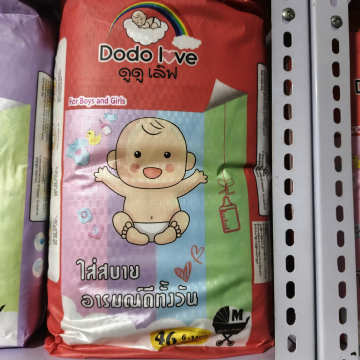 Dodo love
ดูดู เลิฟ
For Boys and Girls
ใส่สบาย
อารมณ์ดีทั้งวัน
46
M